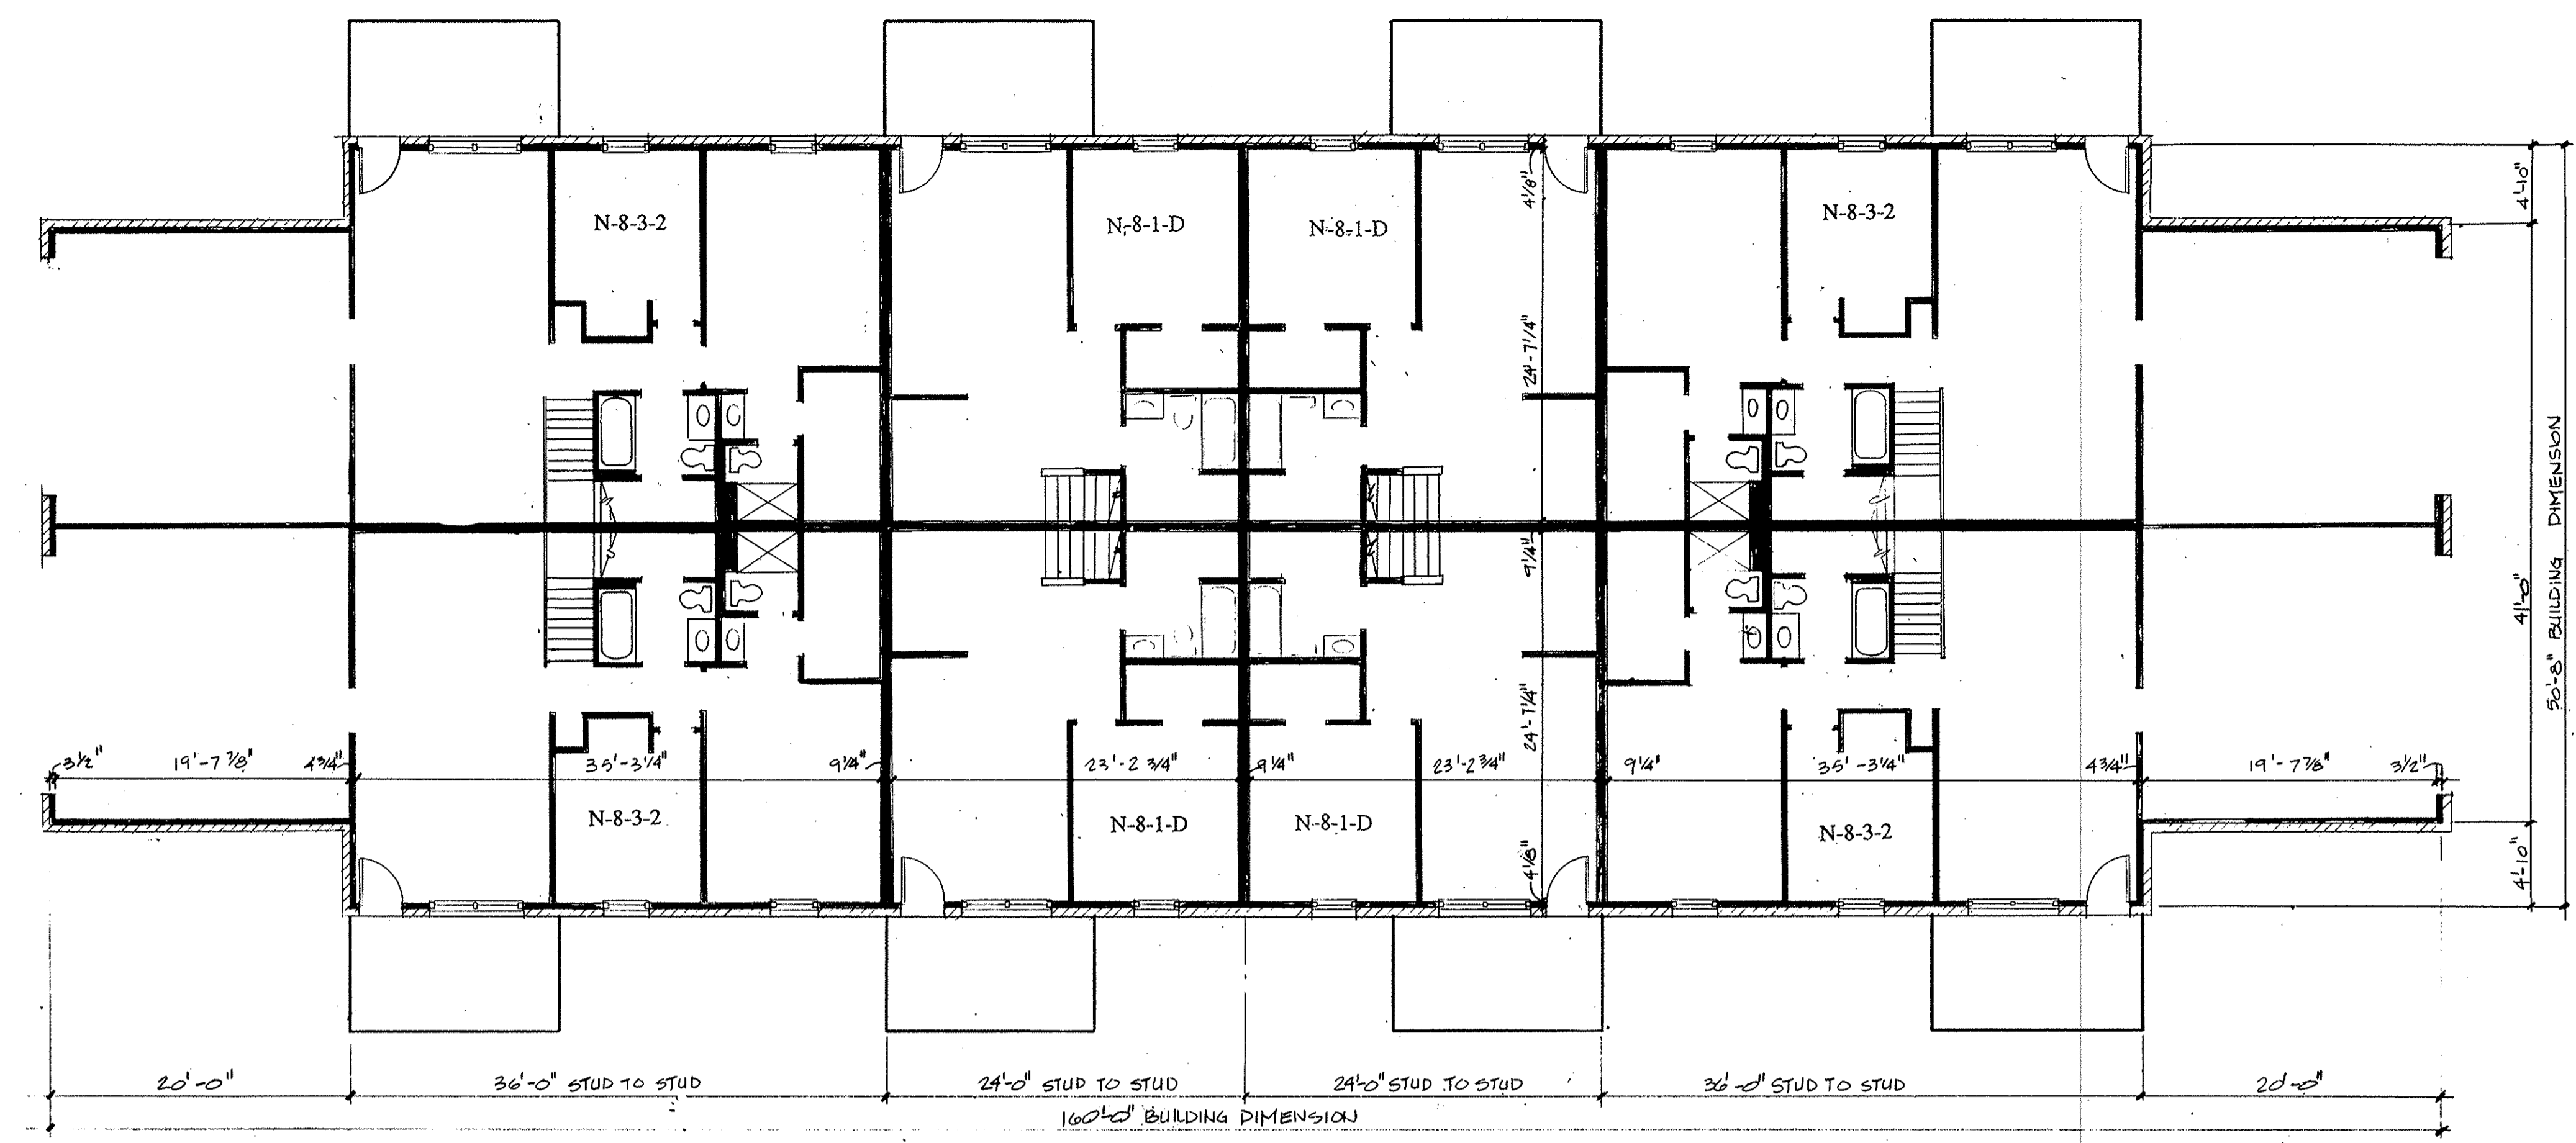 N-8-3-2
N-8-1-D
N-8-1-D
N-8-3-2
4 1/8"
4'-10"
24'-7 1/4"
9 1/4"
41'-0"
50'-8" BUILDING DIMENSION
24'-7 1/4"
3 1/2"
19'-7 7/8"
4 3/4"
35'-3 1/4"
9 1/4"
23'-2 3/4"
9 1/4"
23'-2 3/4"
9 1/4"
35'-3 1/4"
4 3/4"
19'-7 7/8"
3 1/2"
N-8-3-2
N-8-1-D
N-8-1-D
N-8-3-2
4 1/8"
4'-10"
20'-0"
36'-0" STUD TO STUD
24'-0" STUD TO STUD
24'-0" STUD TO STUD
36'-0" STUD TO STUD
20'-0"
160'-0" BUILDING DIMENSION